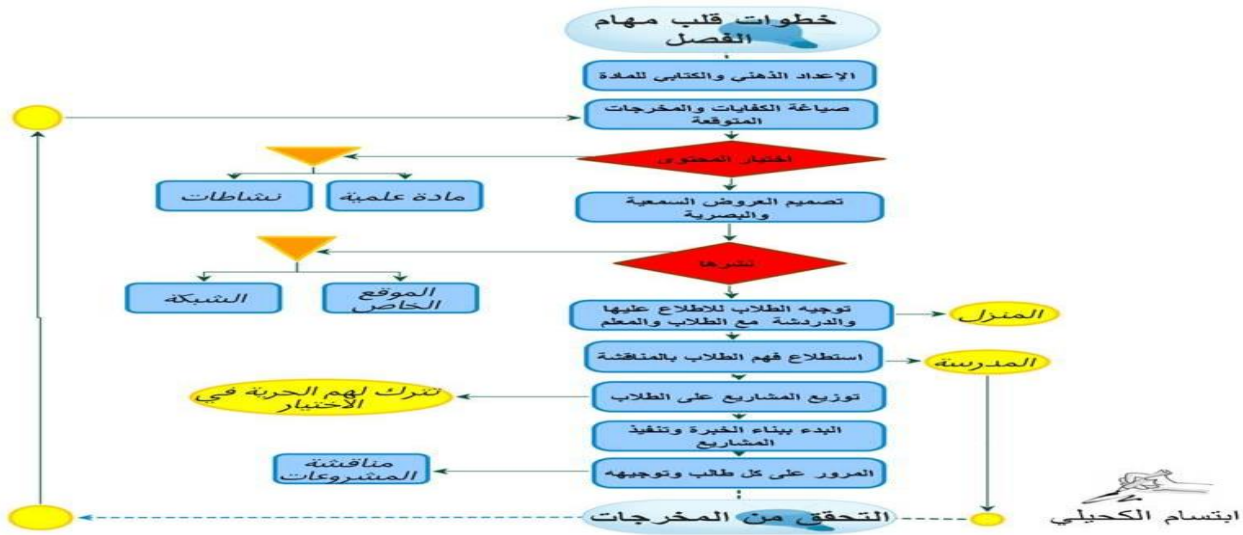 خطوات قلب مهام
الفصل
الإعداد الذهني والكتابي للمادة
صياغة الكفايات والمخرجات
المتوقعة
اختيار المحتوى
مادة علمية
نشاطات
تصميم العروض السمعية
والبصرية
نشرها
الموقع
الخاص
الشبكة
توجيه الطلاب للاطلاع عليها
والدردشة مع الطلاب والمعلم
المنزل
استطلاع فهم الطلاب بالمناقشة
المدرسة
توزيع المشاريع على الطلاب
تترك لهم الحرية في
الاختيار
البدء ببناء الخبرة وتنفيذ
المشاريع
المرور على كل طالب وتوجيهه
مناقشة
المشروعات
التحقق من المخرجات
ابتسام الكحيلي